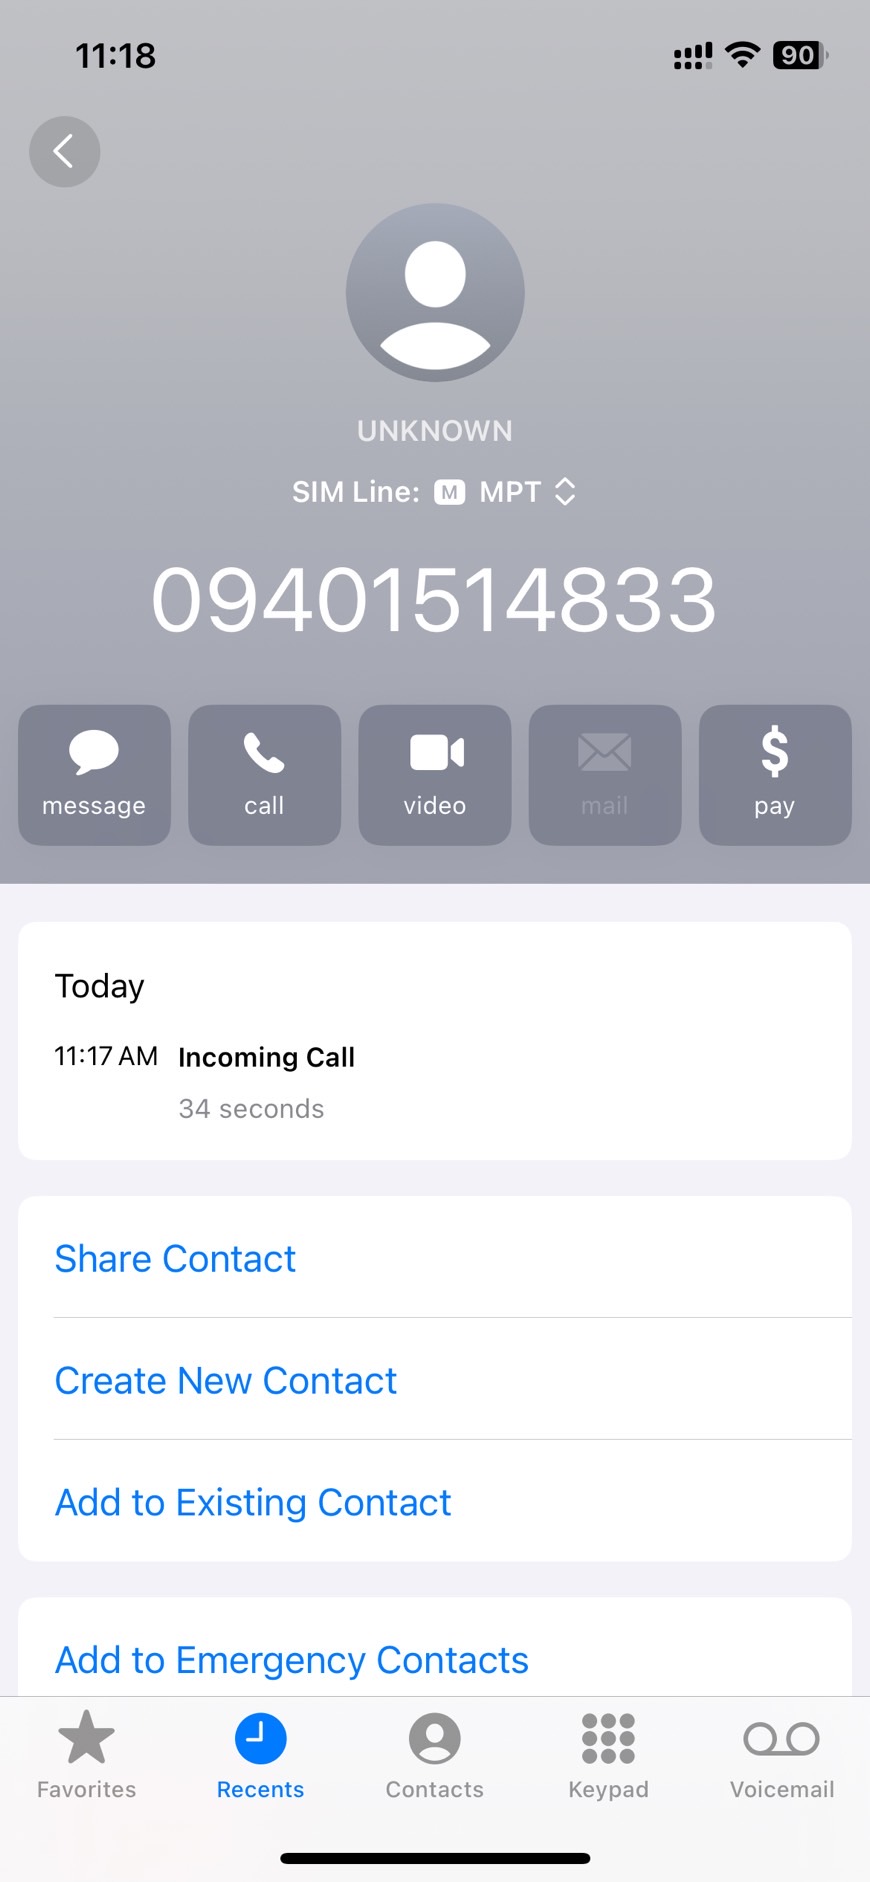 11:18
90
UNKNOWN
SIM Line: M MPT
09401514833
message call video mail pay
Today
11:17 AM Incoming Call
34 seconds
Share Contact
Create New Contact
Add to Existing Contact
Add to Emergency Contacts
Favorites Recents Contacts Keypad Voicemail